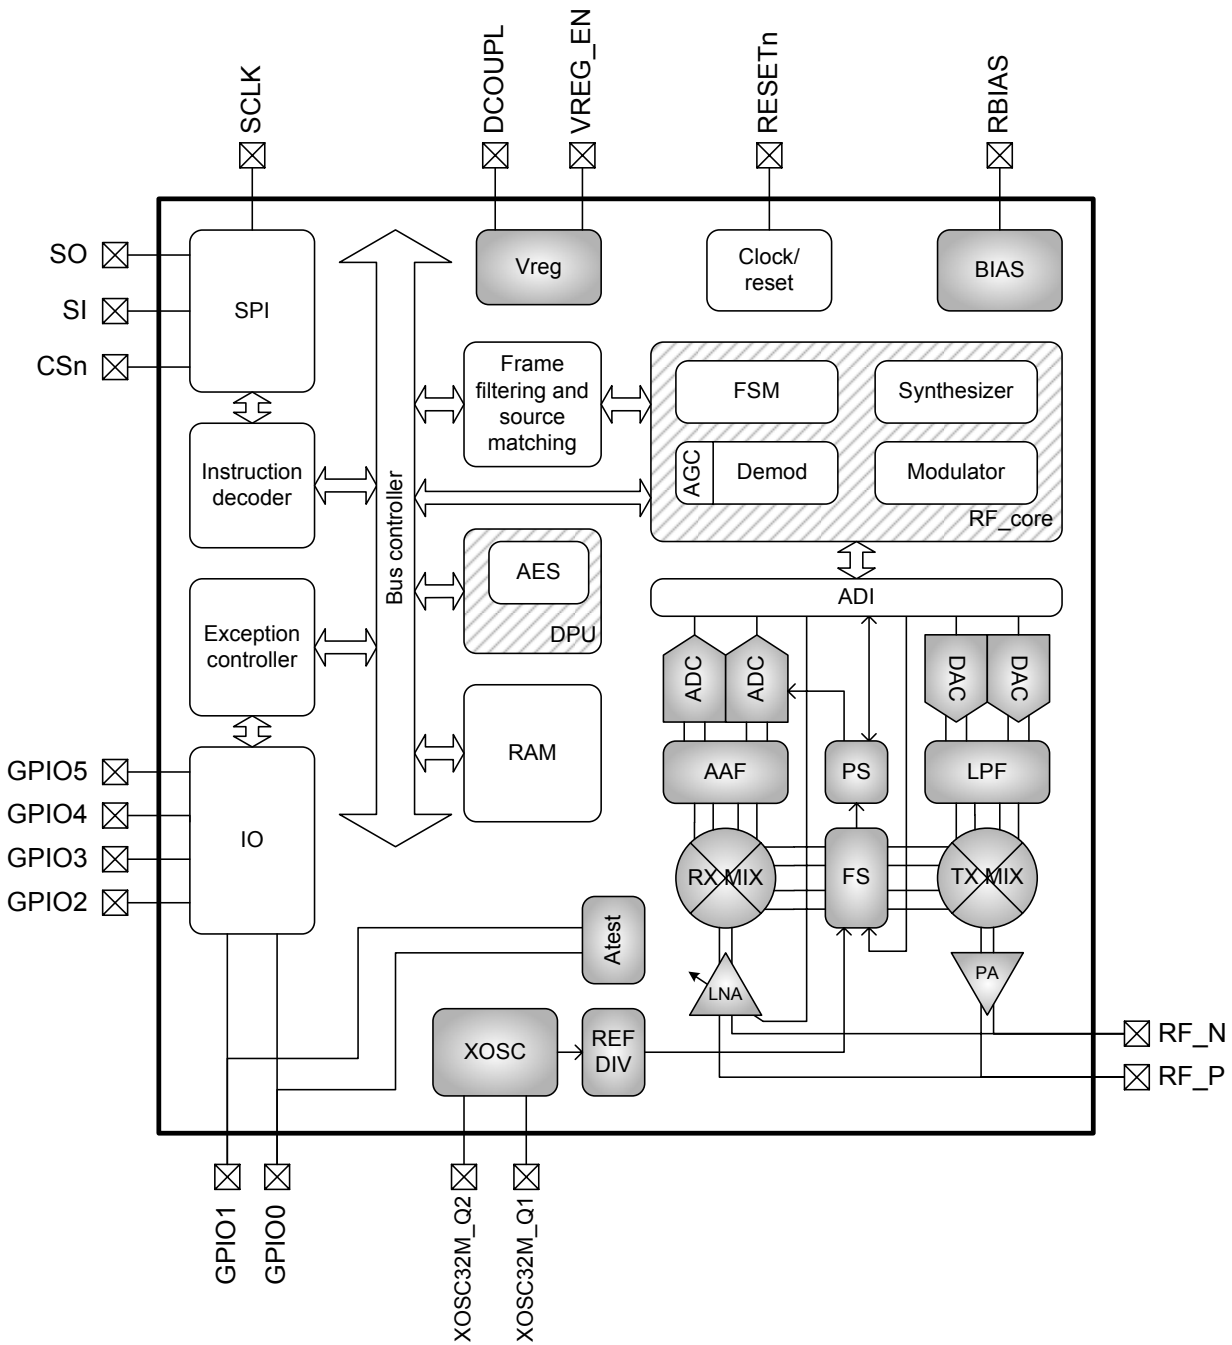 SCLK
DCOUPL
VREG_EN
RESETn
RBIAS
SO
SI
CSn
SPI
Vreg
Clock/
reset
BIAS
Frame
filtering and
source
matching
FSM
Synthesizer
AGC
Demod
Modulator
RF_core
Instruction
decoder
Bus controller
AES
DPU
ADI
Exception
controller
ADC
ADC
DAC
DAC
RAM
AAF
PS
LPF
GPIO5
GPIO4
GPIO3
GPIO2
IO
RX MIX
FS
TX MIX
Atest
LNA
PA
XOSC
REF
DIV
RF_N
RF_P
GPIO1
GPIO0
XOSC32M_Q2
XOSC32M_Q1